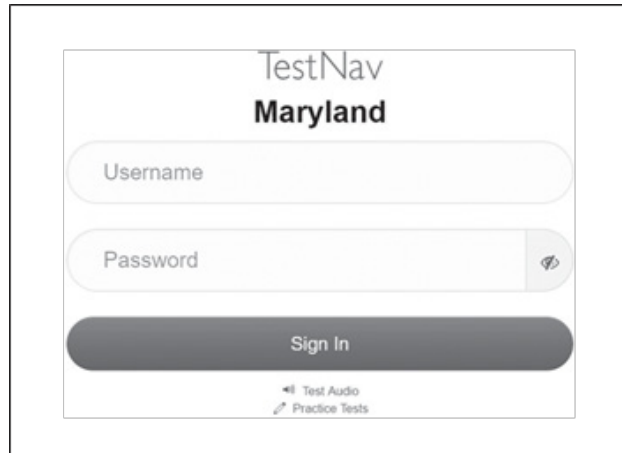 TestNav
Maryland
Username
Password
Sign In
Test Audio
Practice Tests